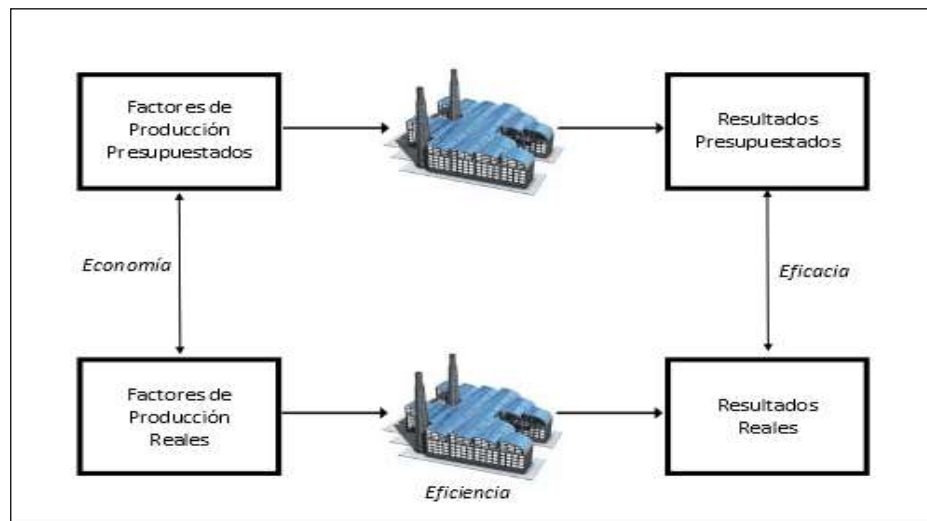 Factores de
Producción
Presupuestados
Resultados
Presupuestados
Economía
Eficacia
Factores de
Producción
Reales
Resultados
Reales
Eficiencia